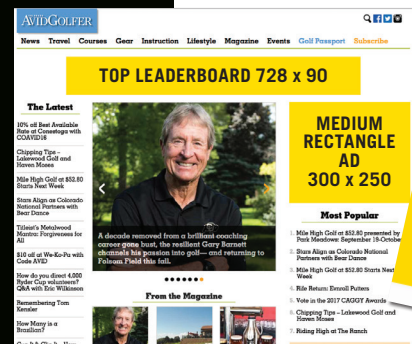 AVIDGOLFER
News Travel Courses Gear Instruction Lifestyle Magazine Events Golf Passport Subscribe
TOP LEADERBOARD 728 x 90
The Latest
10% off Best Available
Rate at Conestoga with
COAVID16
Chipping Tips –
Lakewood Golf and
Haven Moses
Mile High Golf at $52.80
Starts Next Week
Stars Align as Colorado
National Partners with
Bear Dance
Titleist's Metalwood
Mantra: Forgiveness for
All
$10 off at We-Ko-Pa with
Code AVID
How do you direct 4,000
Ryder Cup volunteers?
Q&A with Eric Wilkinson
Remembering Tom
Kensler
How Many is a
Brazilian?
A decade removed from a brilliant coaching
career gone bust, the resilient Gary Barnett
channels his passion into golf— and returning to
Folsom Field this fall.
From the Magazine
MEDIUM
RECTANGLE
AD
300 x 250
Most Popular
1. Mile High Golf at $52.80 presented by
Park Meadows: September 19-October
2. Stars Align as Colorado National
Partners with Bear Dance
3. Mile High Golf at $52.80 Starts Next
Week
4. Rife Return: Entrall Putters
5. Vote in the 2017 CAGGY Awards
6. Chipping Tips – Lakewood Golf and
Haven Moses
7. Riding High at The Ranch